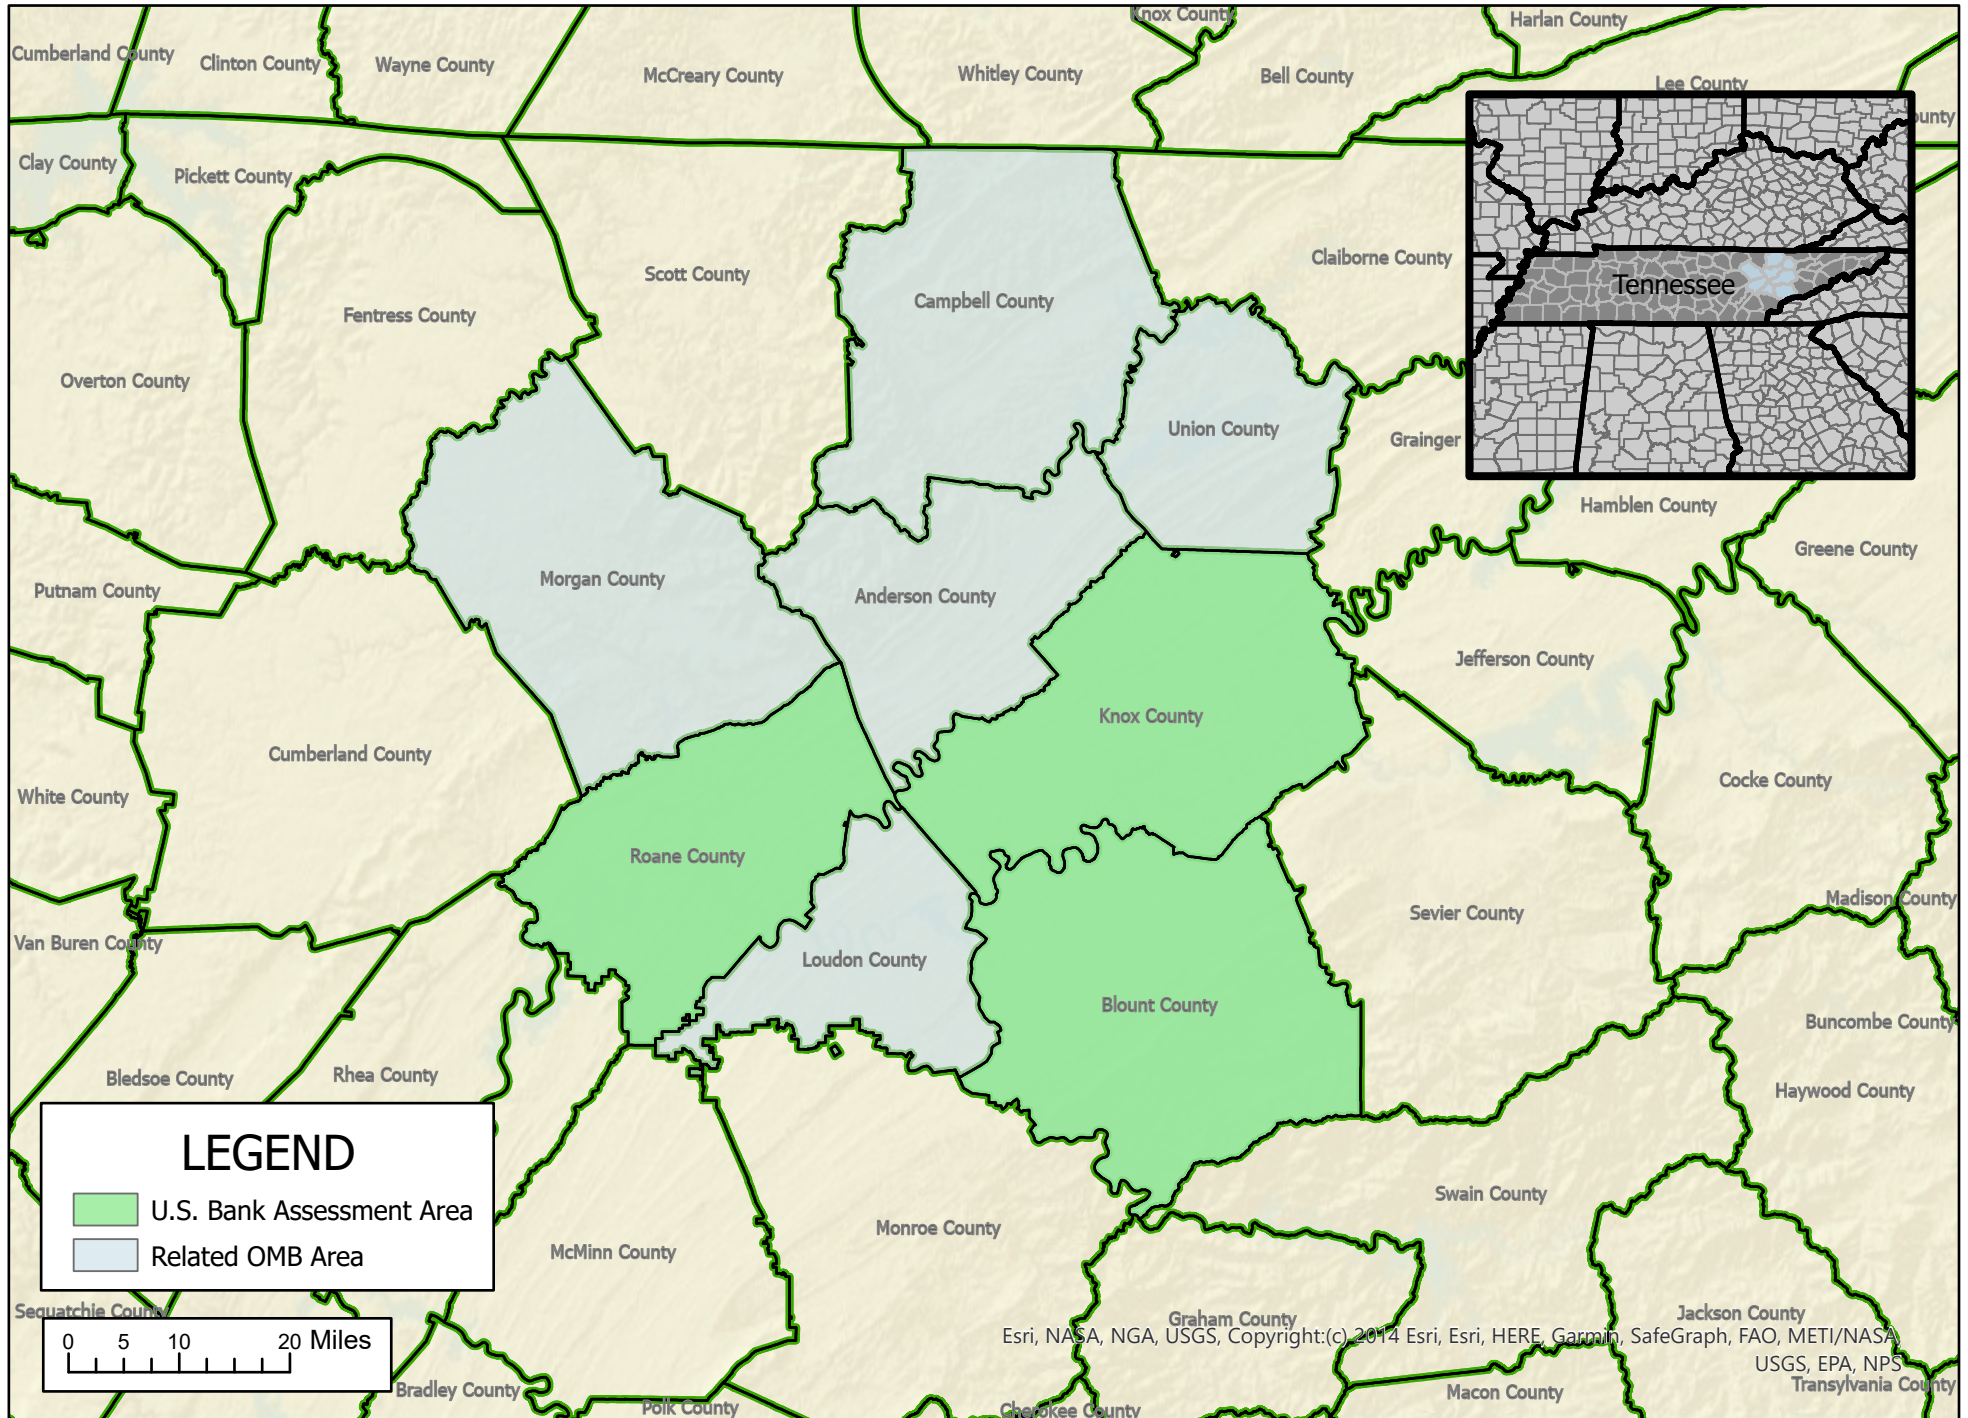 Knox County
Harlan County
Cumberland County
Clinton County
Wayne County
McCreary County
Whitley County
Bell County
Lee County
Clay County
Pickett County
Scott County
Claiborne County
Campbell County
Tennessee
Fentress County
Overton County
Union County
Grainger
Hamblen County
Greene County
Putnam County
Morgan County
Anderson County
Jefferson County
Knox County
Cumberland County
White County
Cocke County
Roane County
Madison County
Sevier County
Van Buren County
Loudon County
Blount County
Buncombe County
Bledsoe County
Rhea County
Haywood County
LEGEND
U.S. Bank Assessment Area
Related OMB Area
Swain County
Monroe County
McMinn County
Sequatchie County
Graham County
Jackson County
0 5 10 20 Miles
Esri, NASA, NGA, USGS, Copyright:(c) 2014 Esri, Esri, HERE, Garmin, SafeGraph, FAO, METI/NASA,
USGS, EPA, NPS
Bradley County
Polk County
Cherokee County
Macon County
Transylvania County